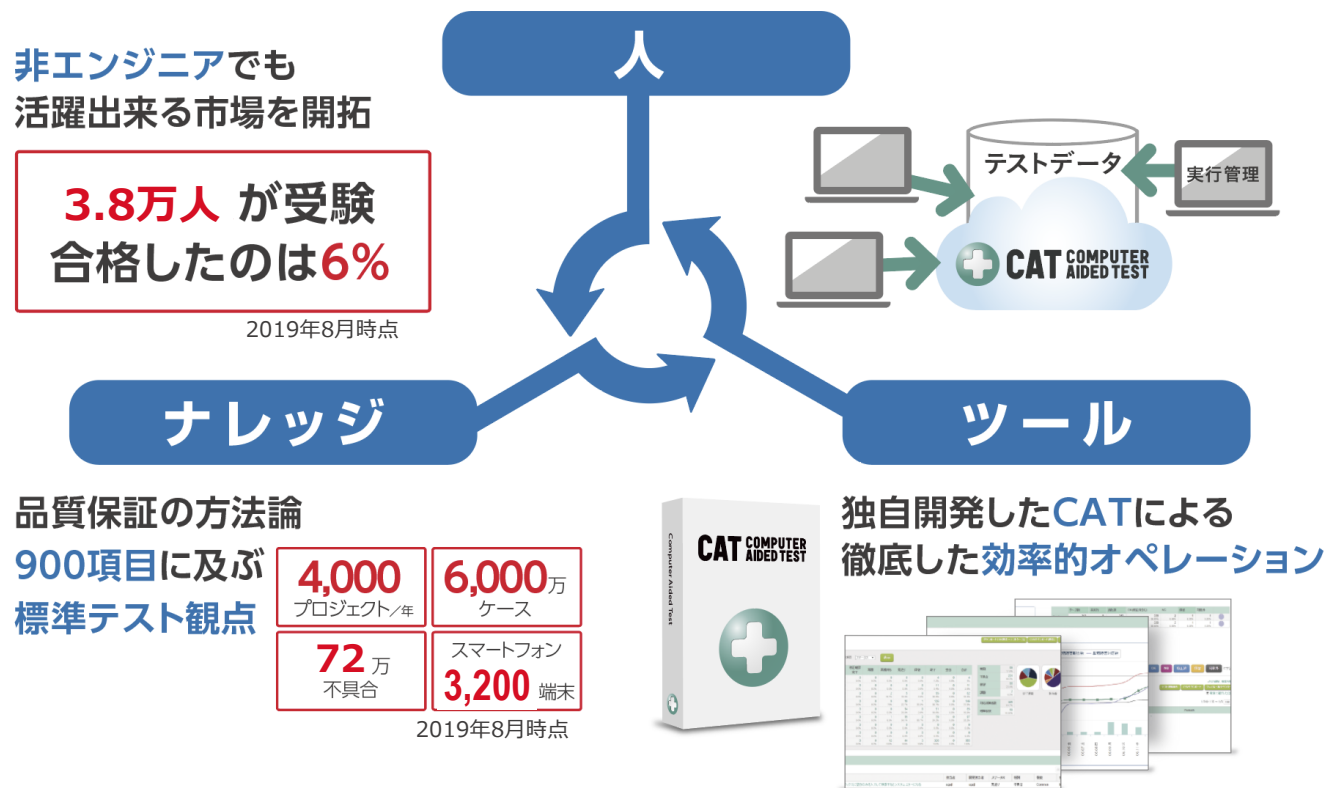 人
非エンジニアでも
活躍出来る市場を開拓
3.8万人 が受験
合格したのは6%
2019年8月時点
テストデータ
実行管理
CAT COMPUTER
AIDED TEST
ナレッジ
ツール
品質保証の方法論
900項目に及ぶ
標準テスト観点
4,000
プロジェクト/年
6,000万
ケース
72万
不具合
スマートフォン
3,200 端末
2019年8月時点
Computer Aided Test
CAT COMPUTER
AIDED TEST
独自開発したCATによる
徹底した効率的オペレーション